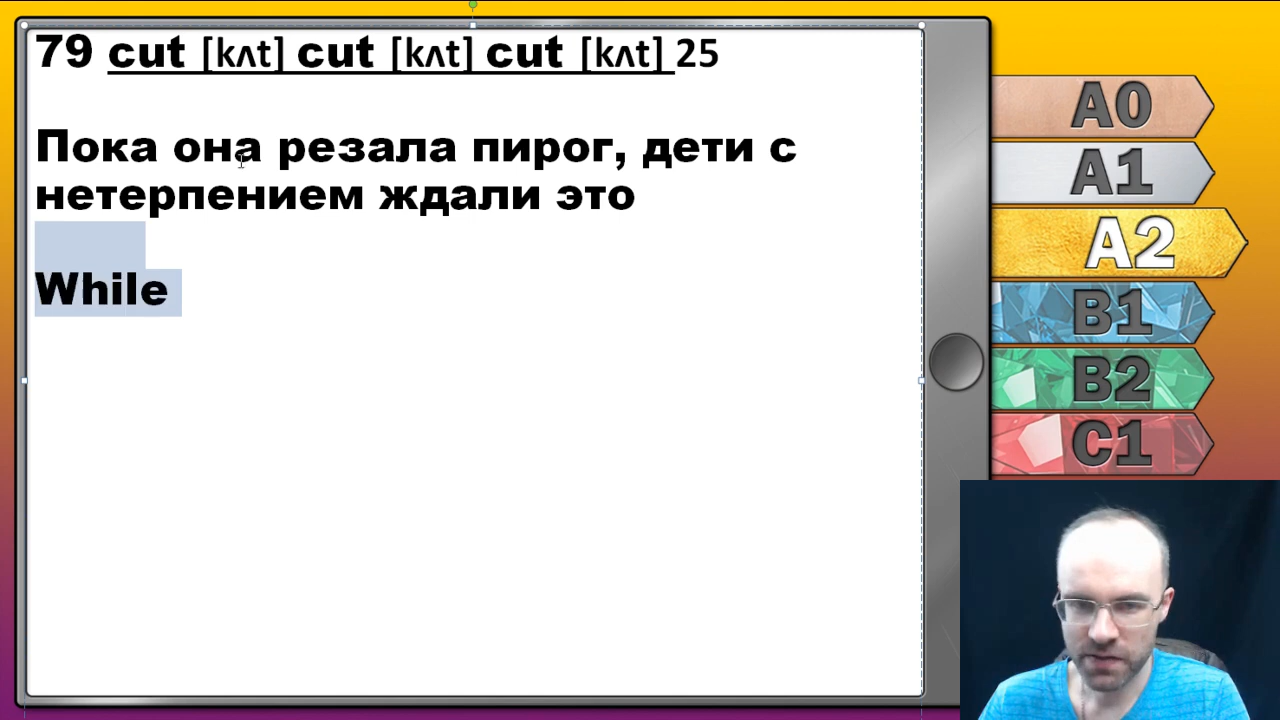 79 cut [kʌt] cut [kʌt] cut [kʌt] 25
Пока она резала пирог, дети с
нетерпением ждали это
While
A0
A1
A2
B1
B2
C1